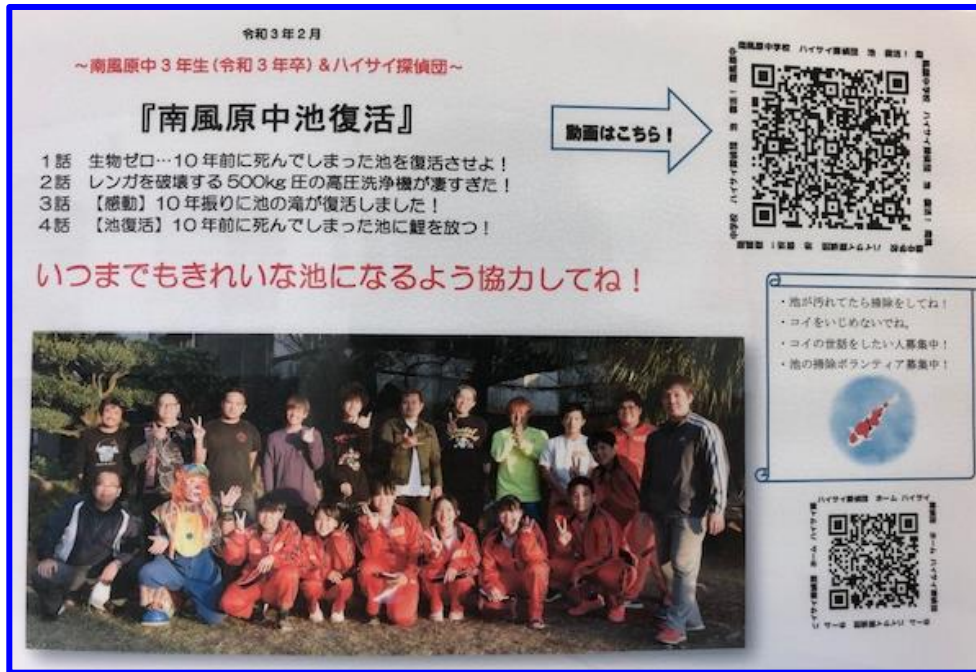 令和3年2月
～南風原中3年生(令和3年卒)&ハイサイ探偵団～
『南風原中池復活』
1話 生物ゼロ…10年前に死んでしまった池を復活させよ！
2話 レンガを破壊する500kg圧の高圧洗浄機が凄すぎた！
3話 【感動】10年振りに池の滝が復活しました！
4話 【池復活】10年前に死んでしまった池に鯉を放つ！
動画はこちら！
いつまでもきれいな池になるよう協力してね！
・池が汚れてたら掃除をしてね！
・コイをいじめないでね。
・コイの世話をしたい人募集中！
・池の掃除ボランティア募集中！